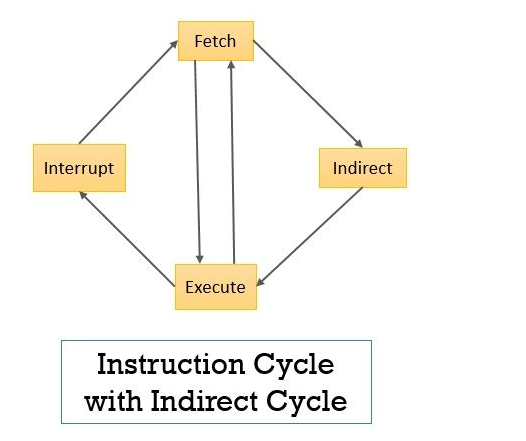 Fetch
Interrupt
Indirect
Execute
Instruction Cycle
with Indirect Cycle